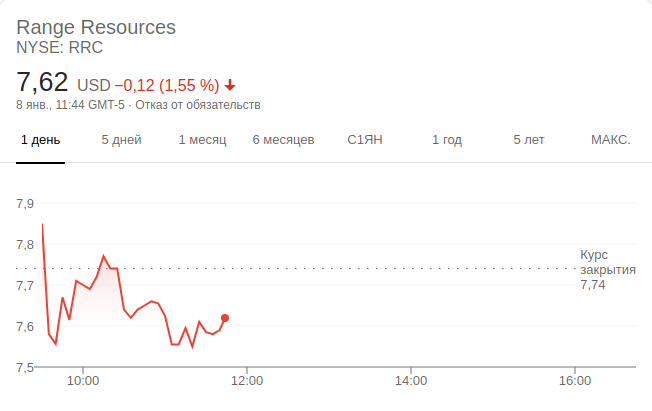 Range Resources
NYSE: RRC
7,62 USD −0,12 (1,55 %)
8 янв., 11:44 GMT-5 · Отказ от обязательств
1 день 5 дней 1 месяц 6 месяцев С1ЯН 1 год 5 лет МАКС.
7,9
7,8
Курс
закрытия
7,74
7,7
7,6
7,5
10:00 12:00 14:00 16:00